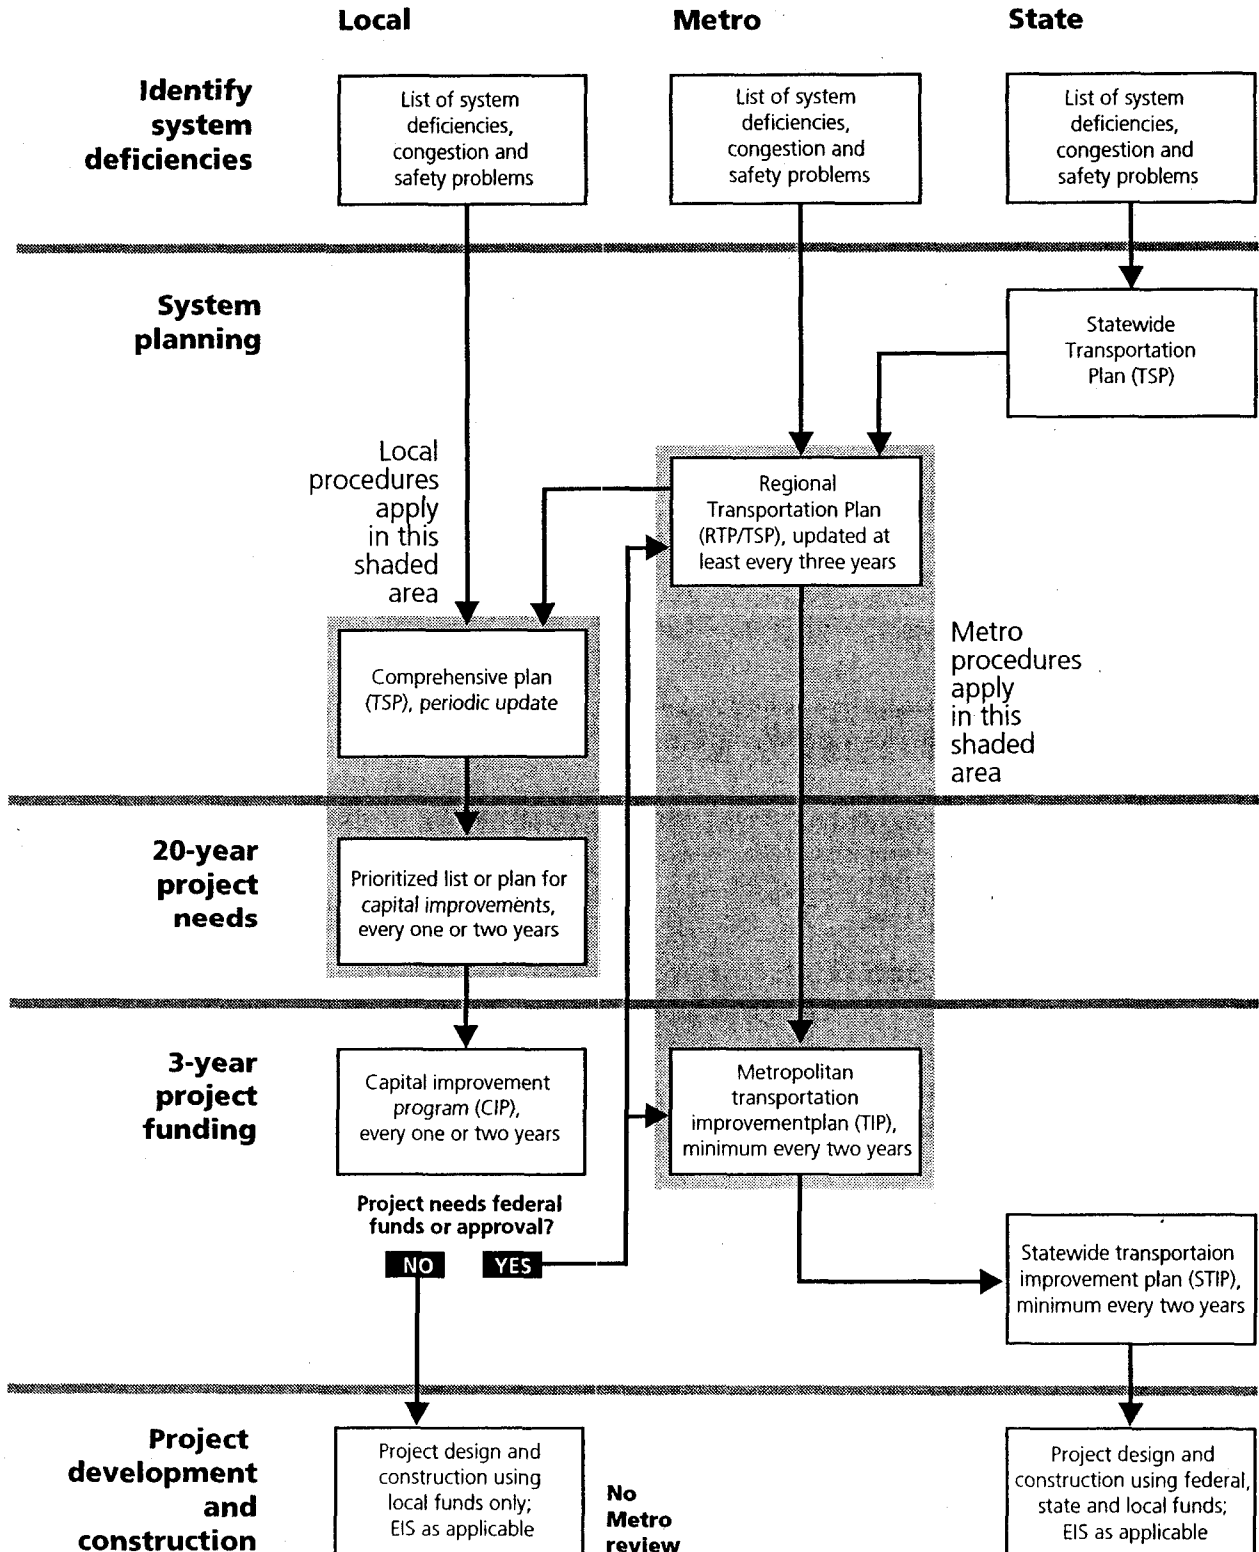 Local
Metro
State
Identify
system
deficiencies
List of system
deficiencies,
congestion and
safety problems
List of system
deficiencies,
congestion and
safety problems
List of system
deficiencies,
congestion and
safety problems
System
planning
Statewide
Transportation
Plan (TSP)
Local
procedures
apply
in this
shaded
area
Regional
Transportation Plan
(RTP/TSP), updated at
least every three years
Comprehensive plan
(TSP), periodic update
Metro
procedures
apply
in this
shaded
area
20-year
project
needs
Prioritized list or plan for
capital improvements,
every one or two years
3-year
project
funding
Capital improvement
program (CIP),
every one or two years
Metropolitan
transportation
improvementplan (TIP),
minimum every two years
Project needs federal
funds or approval?
NO
YES
Statewide transportaion
improvement plan (STIP),
minimum every two years
Project
development
and
construction
Project design and
construction using
local funds only;
EIS as applicable
No
Metro
review
Project design and
construction using federal,
state and local funds;
EIS as applicable